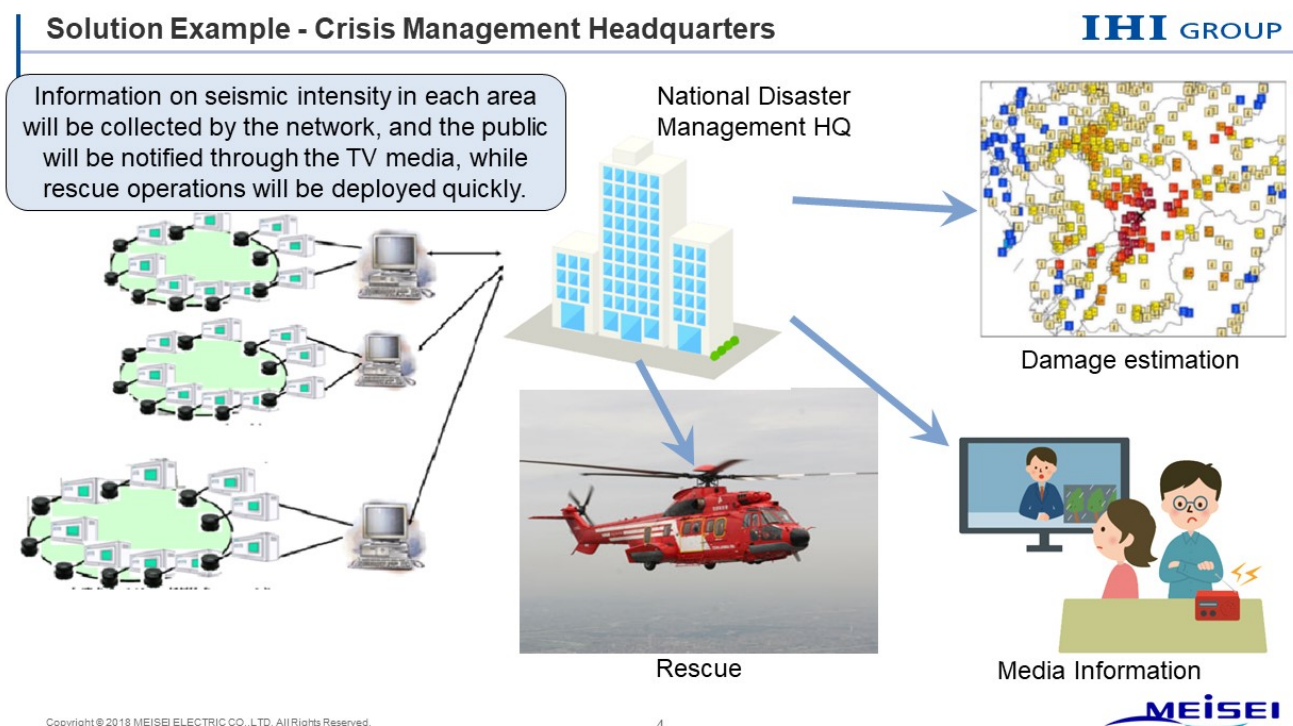 Solution Example - Crisis Management Headquarters
IHI GROUP
Information on seismic intensity in each area
will be collected by the network, and the public
will be notified through the TV media, while
rescue operations will be deployed quickly.
National Disaster
Management HQ
Damage estimation
Rescue
Media Information
Copyright © 2018 MEISEI ELECTRIC CO., LTD. All Rights Reserved.
4
MEISEI